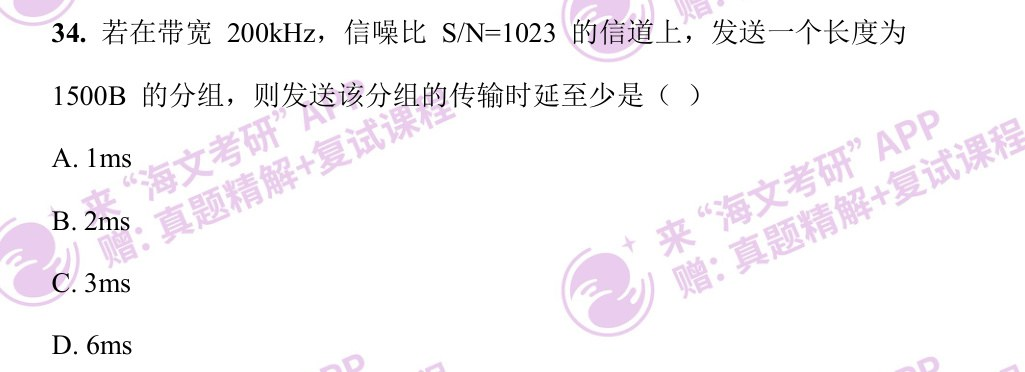 34. 若在带宽 200kHz，信噪比 S/N=1023 的信道上，发送一个长度为
1500B 的分组，则发送该分组的传输时延至少是（ ）
A. 1ms
B. 2ms
C. 3ms
D. 6ms
来“海文考研”APP
赠：真题精解+复试课程
来“海文考研”APP
赠：真题精解+复试课程